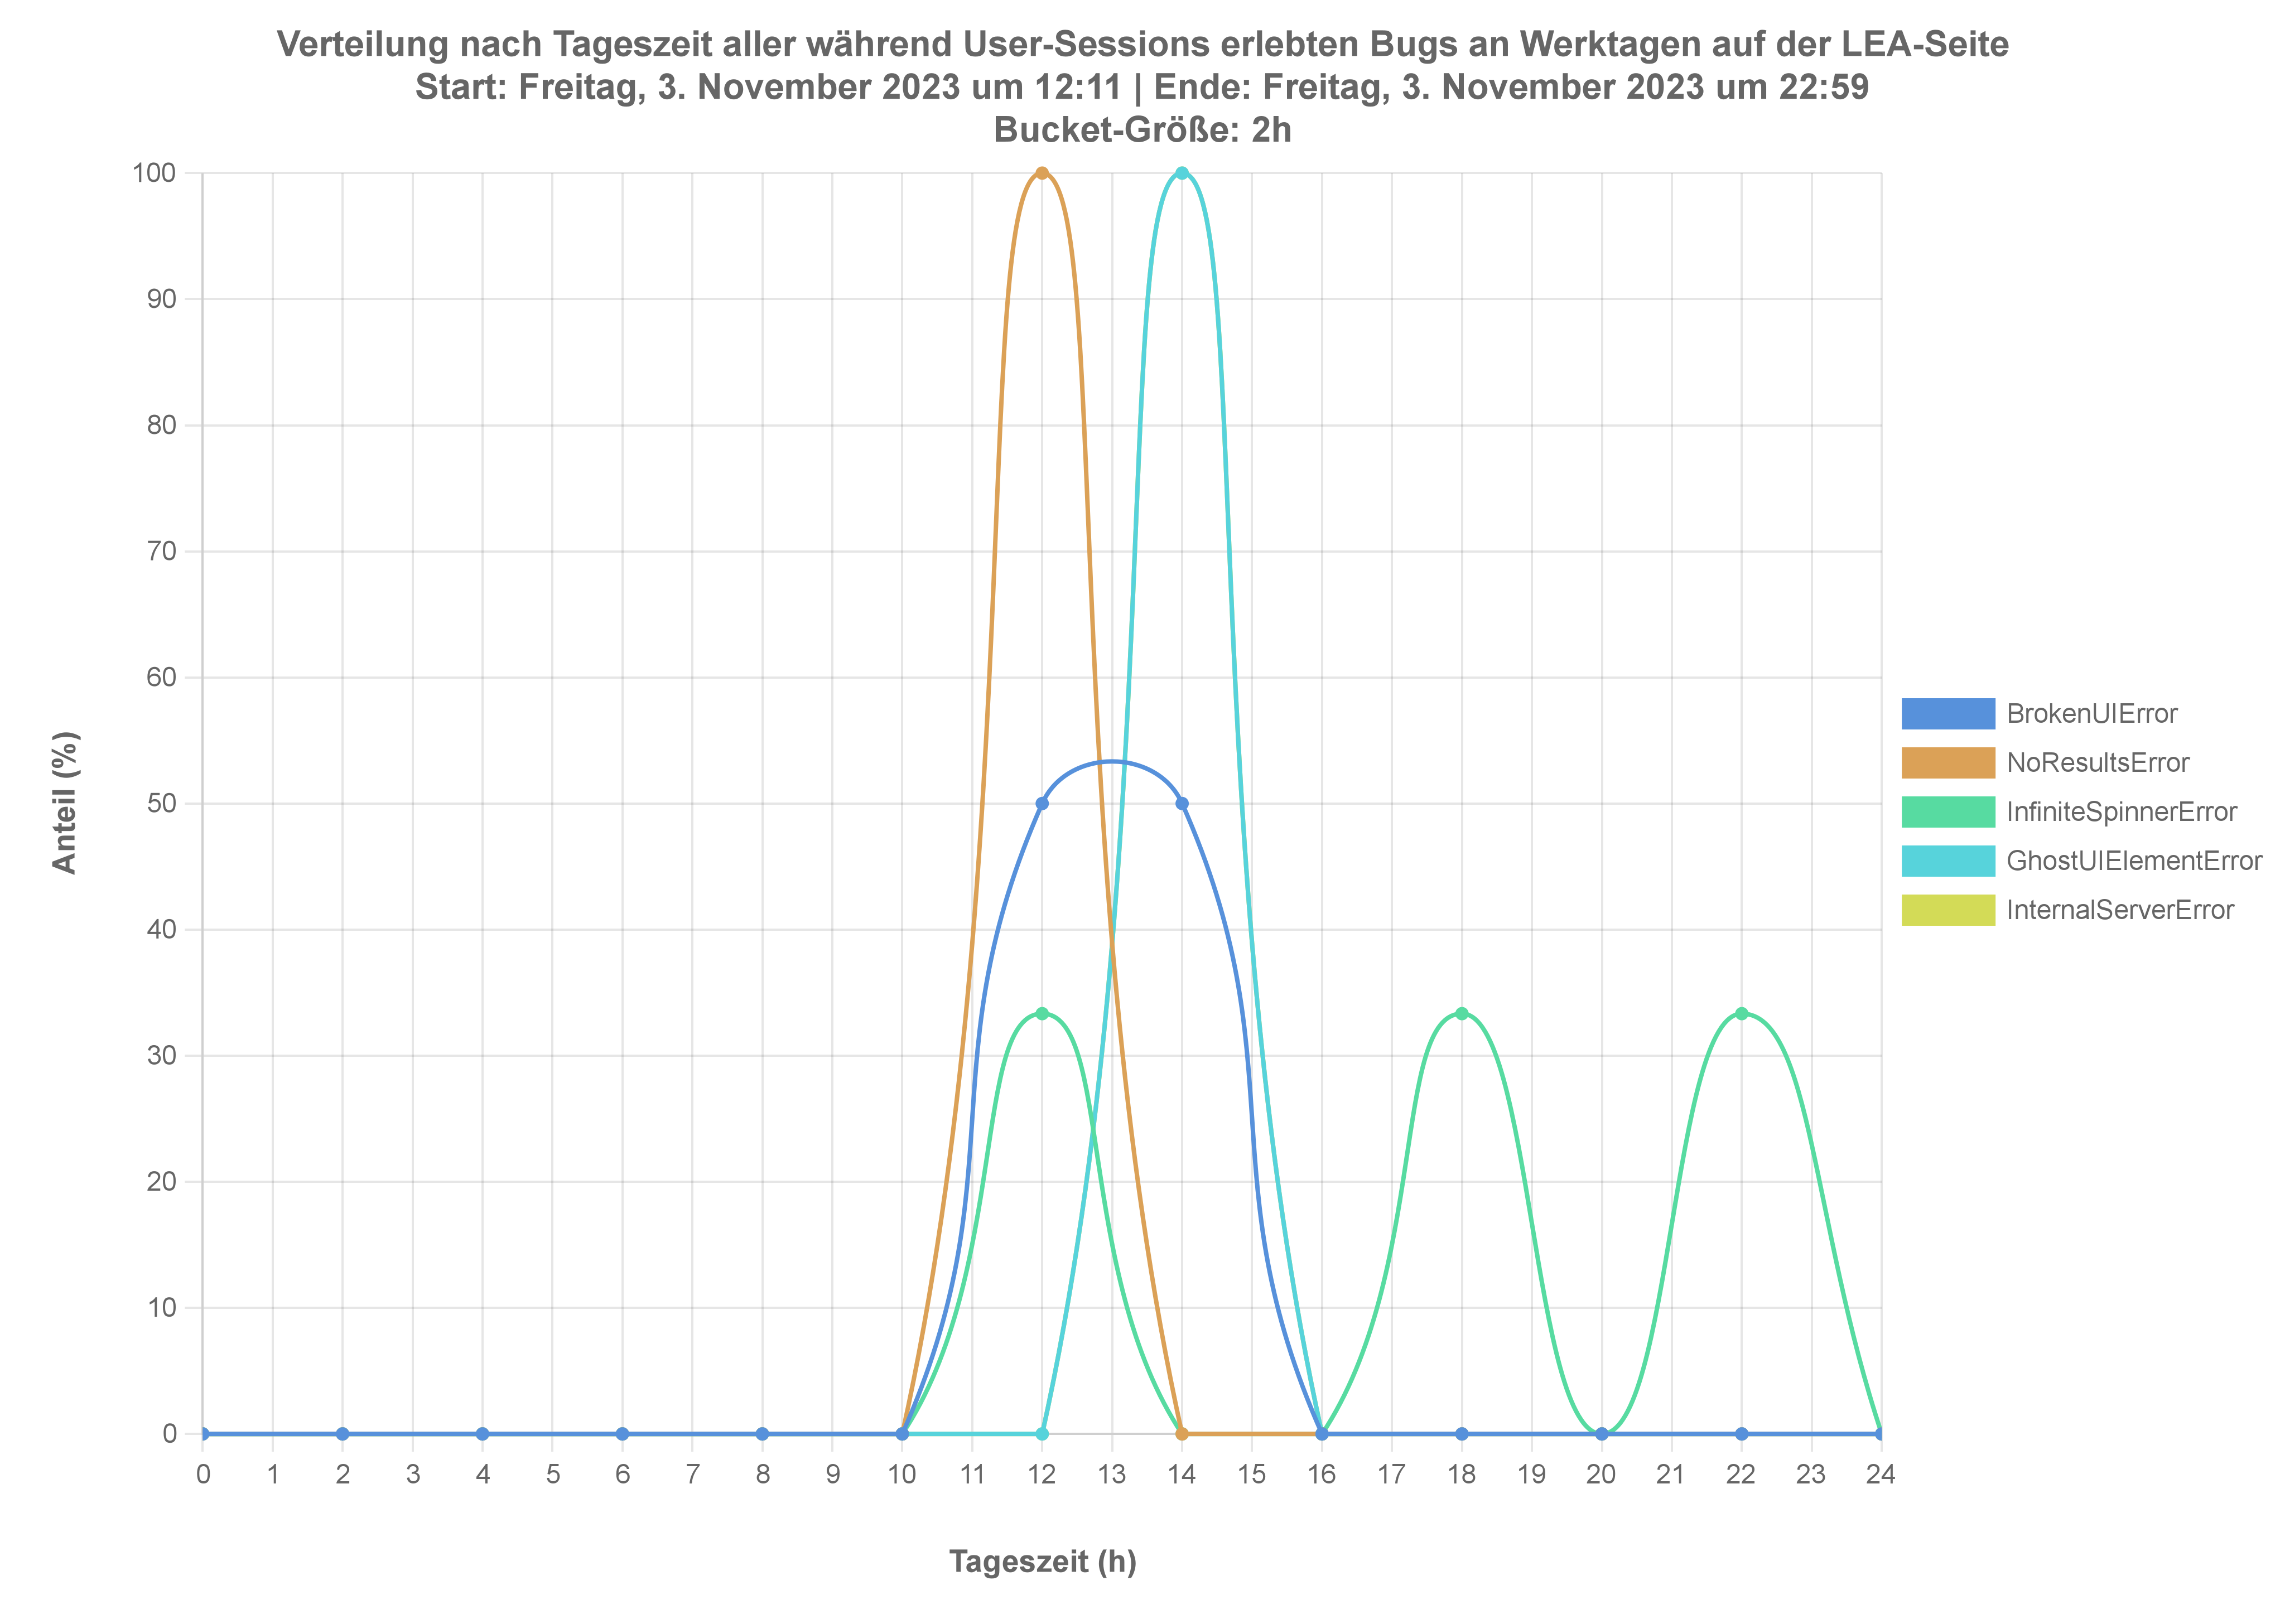 Verteilung nach Tageszeit aller während User-Sessions erlebten Bugs an Werktagen auf der LEA-Seite
Start: Freitag, 3. November 2023 um 12:11 | Ende: Freitag, 3. November 2023 um 22:59
Bucket-Größe: 2h
100
90
80
70
60
50
40
30
20
10
0
Anteil (%)
0 1 2 3 4 5 6 7 8 9 10 11 12 13 14 15 16 17 18 19 20 21 22 23 24
Tageszeit (h)
BrokenUIError
NoResultsError
InfiniteSpinnerError
GhostUIElementError
InternalServerError